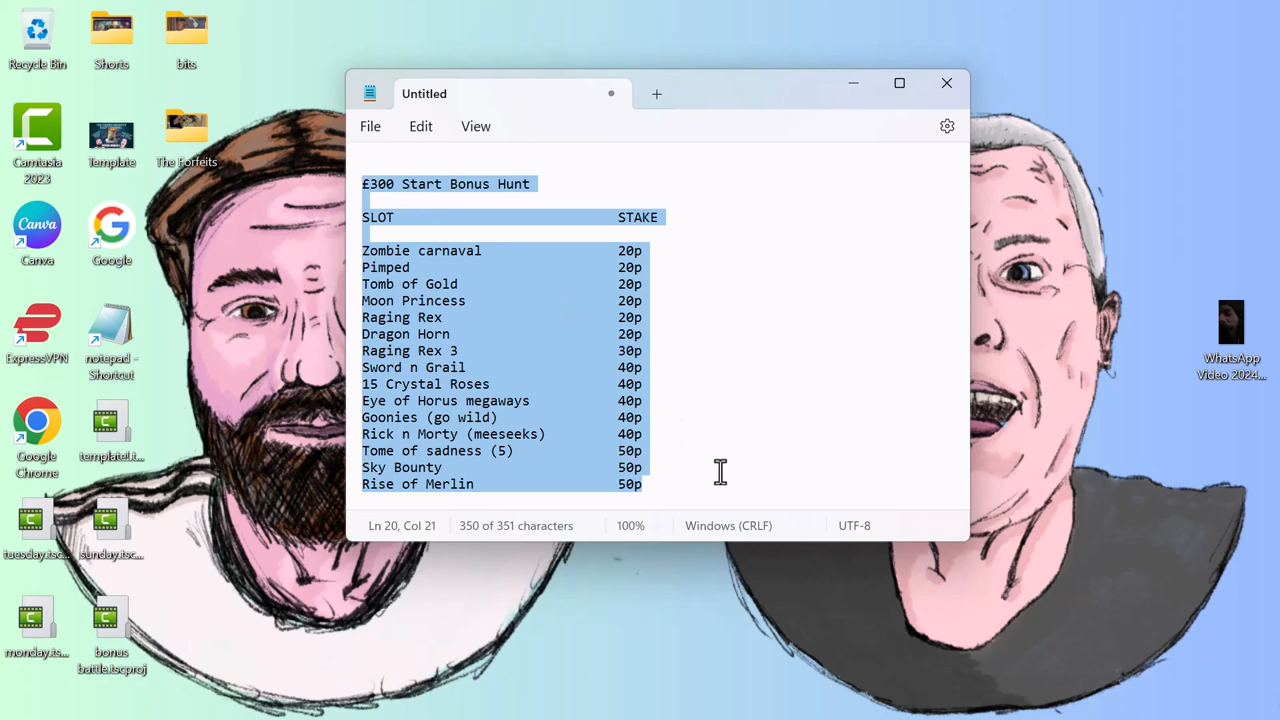 Recycle Bin
Shorts
bits
Camtasia
2023
Template
The Forfeits
Canva
Google
ExpressVPN
notepad -
Shortcut
Google
Chrome
template!.t...
tuesday.tsc...
sunday.tsc...
monday.ts...
bonus
battle.tscproj
Untitled
File Edit View
£300 Start Bonus Hunt
SLOT STAKE
Zombie carnaval 20p
Pimped 20p
Tomb of Gold 20p
Moon Princess 20p
Raging Rex 20p
Dragon Horn 20p
Raging Rex 3 30p
Sword n Grail 40p
15 Crystal Roses 40p
Eye of Horus megaways 40p
Goonies (go wild) 40p
Rick n Morty (meeseeks) 40p
Tome of sadness (5) 50p
Sky Bounty 50p
Rise of Merlin 50p
Ln 20, Col 21 350 of 351 characters 100% Windows (CRLF) UTF-8
WhatsApp
Video 2024...